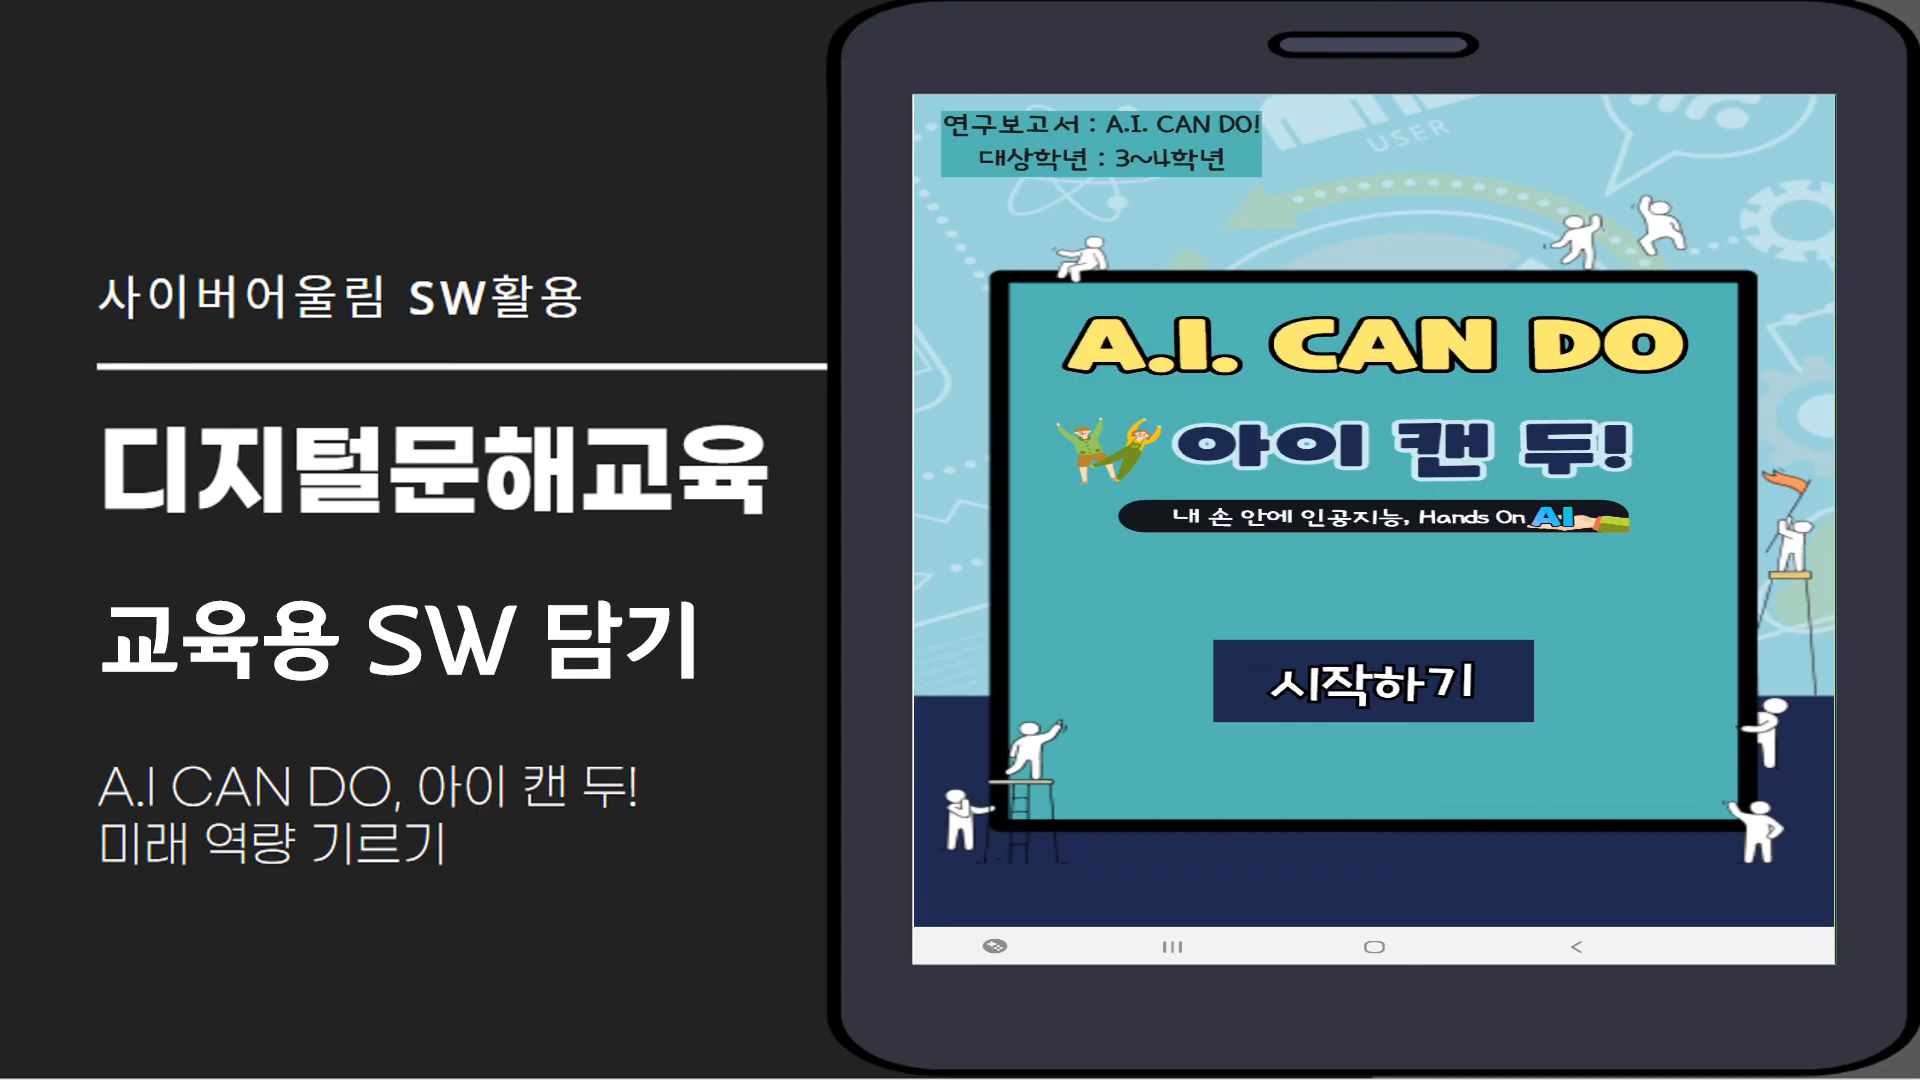 사이버어울림 SW활용
디지털문해교육
교육용 SW 담기
A.I CAN DO, 아이 캔 두!
미래 역량 기르기
연구보고서 : A.I. CAN DO!
대상학년 : 3~4학년
USER
A.I. CAN DO
아이 캔 두!
내 손 안에 인공지능, Hands On AI
시작하기